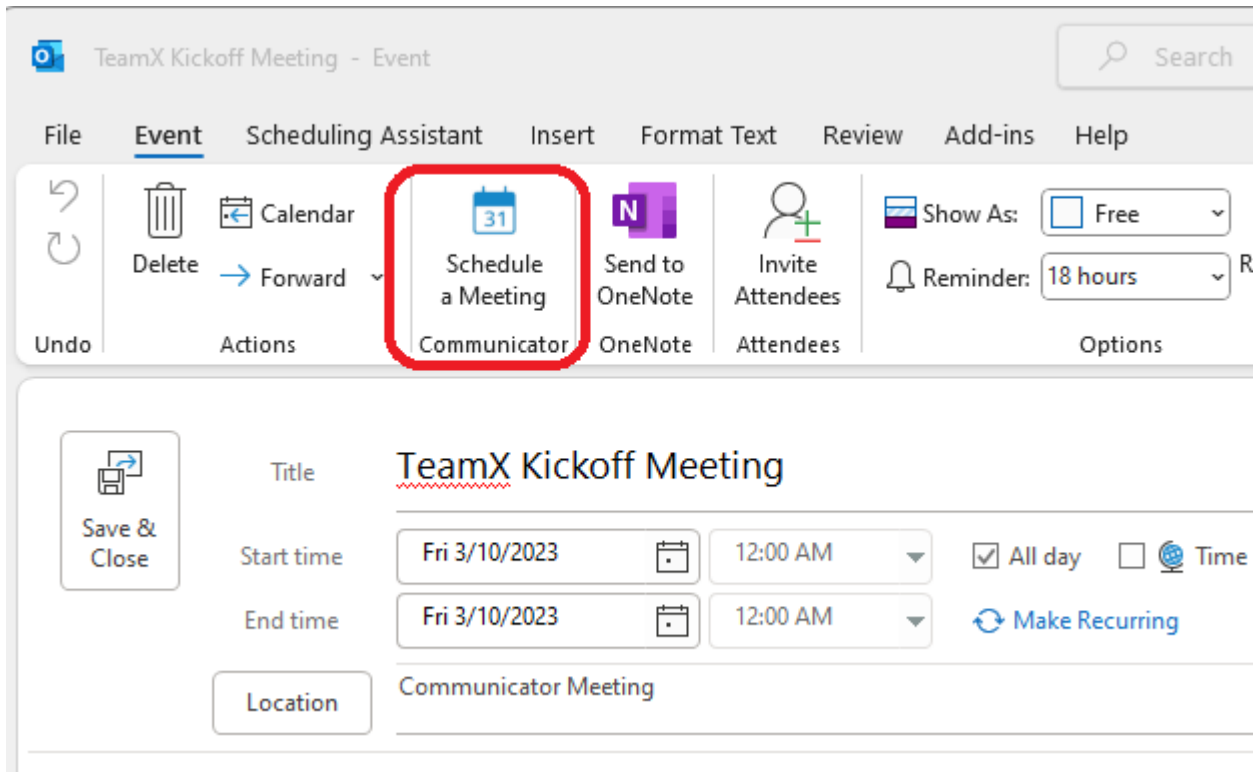 TeamX Kickoff Meeting - Event
Search
File Event Scheduling Assistant Insert Format Text Review Add-ins Help
Delete
Calendar
Forward
31
Schedule
a Meeting
N
Send to
OneNote
Invite
Attendees
Show As: Free
Reminder: 18 hours
R
Undo Actions Communicator OneNote Attendees Options
Save &
Close
Title TeamX Kickoff Meeting
Start time Fri 3/10/2023 12:00 AM All day Time
End time Fri 3/10/2023 12:00 AM Make Recurring
Location Communicator Meeting